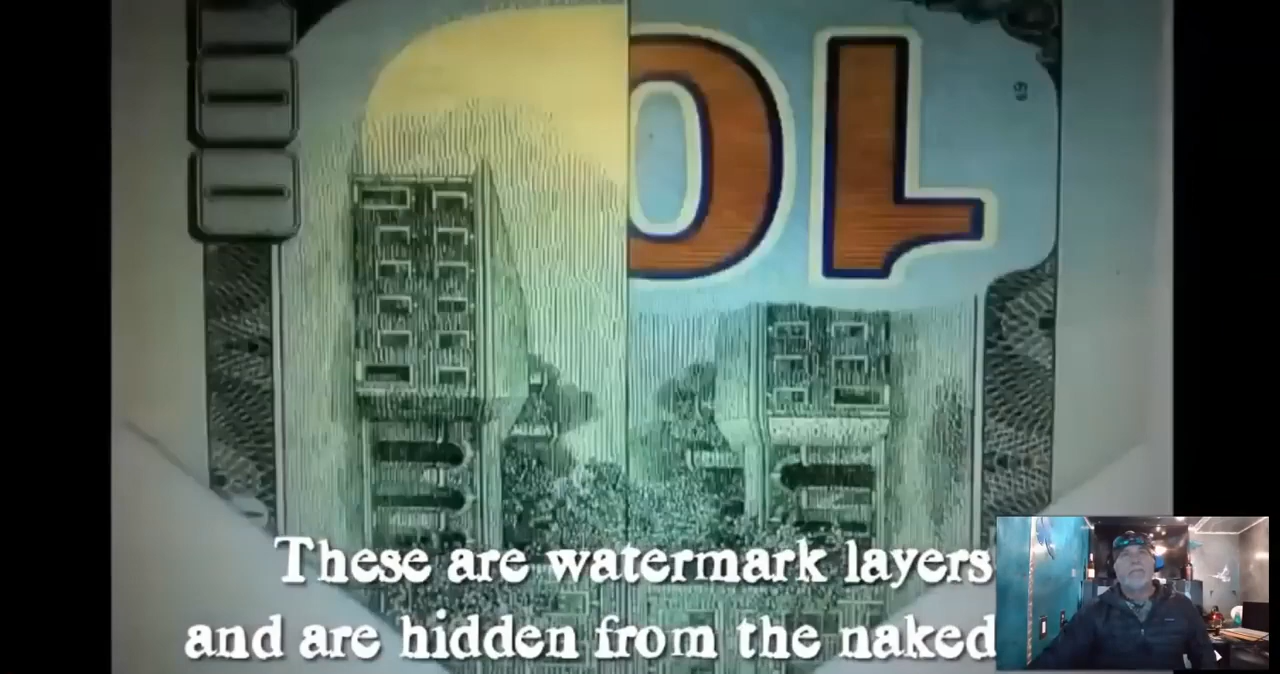 These are watermark layers
and are hidden from the naked